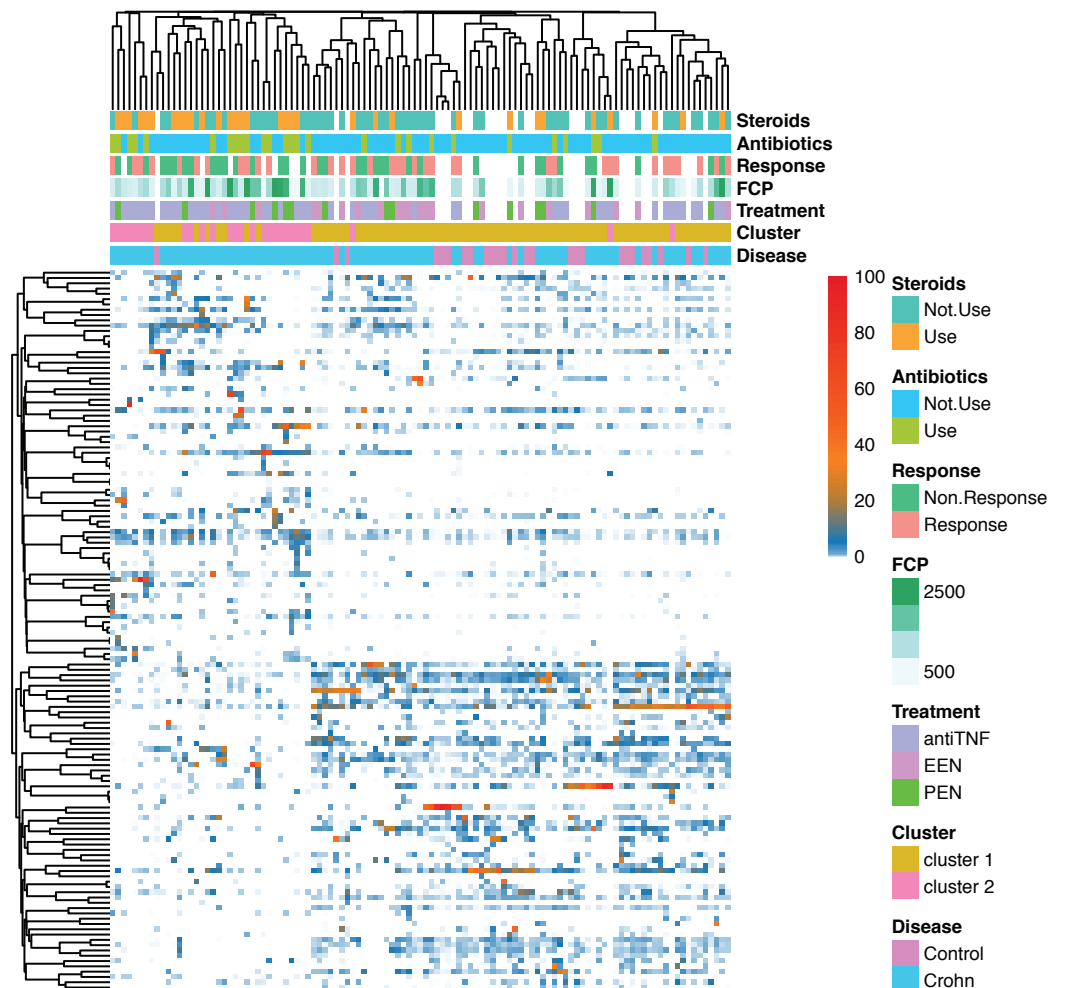 Steroids
Antibiotics
Response
FCP
Treatment
Cluster
Disease
100
80
60
40
20
0
Steroids
Not.Use
Use
Antibiotics
Not.Use
Use
Response
Non.Response
Response
FCP
2500
500
Treatment
antiTNF
EEN
PEN
Cluster
cluster 1
cluster 2
Disease
Control
Crohn